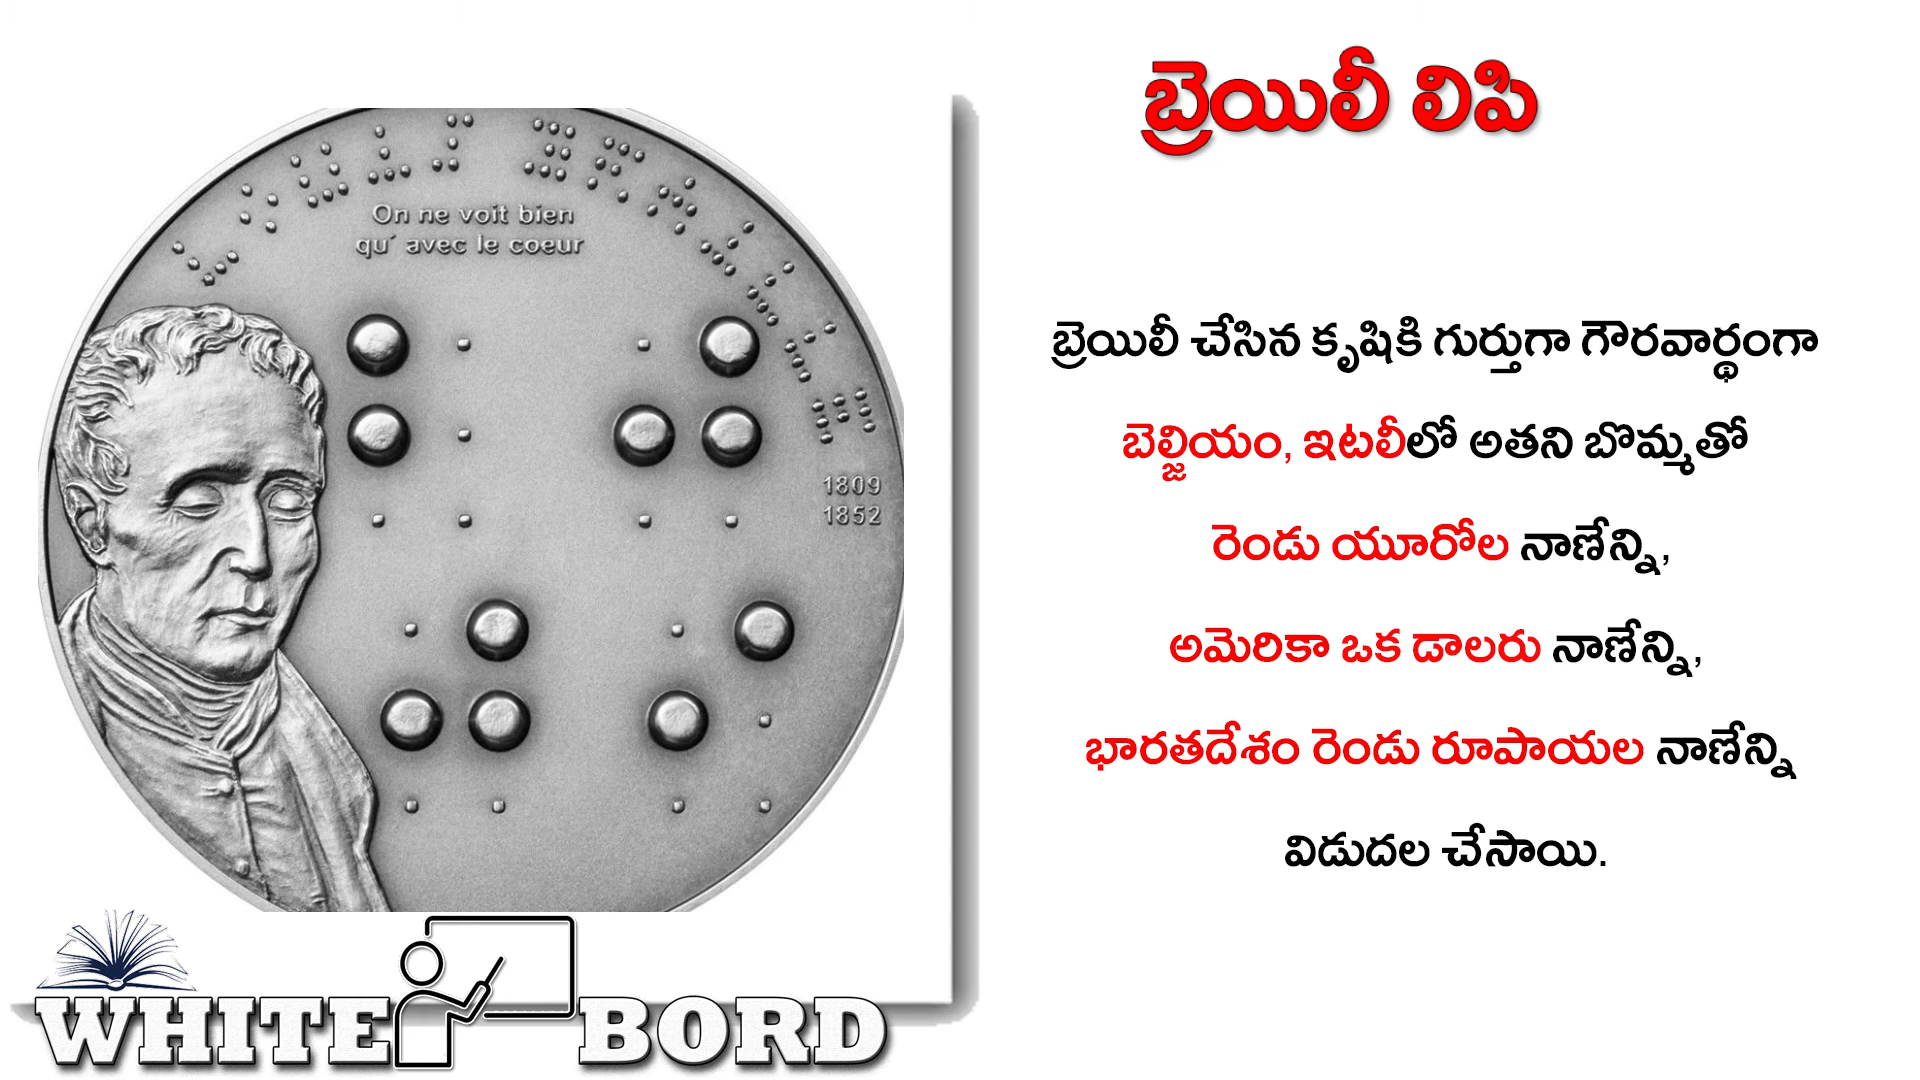 బ్రెయిలీ లిపి
On ne voit bien
qu' avec le coeur
1809
1852
బ్రెయిలీ చేసిన కృషికి గుర్తుగా గౌరవార్థంగా
బెల్జియం, ఇటలీలో అతని బొమ్మతో
రెండు యూరోల నాణేన్ని,
అమెరికా ఒక డాలరు నాణేన్ని,
భారతదేశం రెండు రూపాయల నాణేన్ని
విడుదల చేసాయి.
WHITE BORD